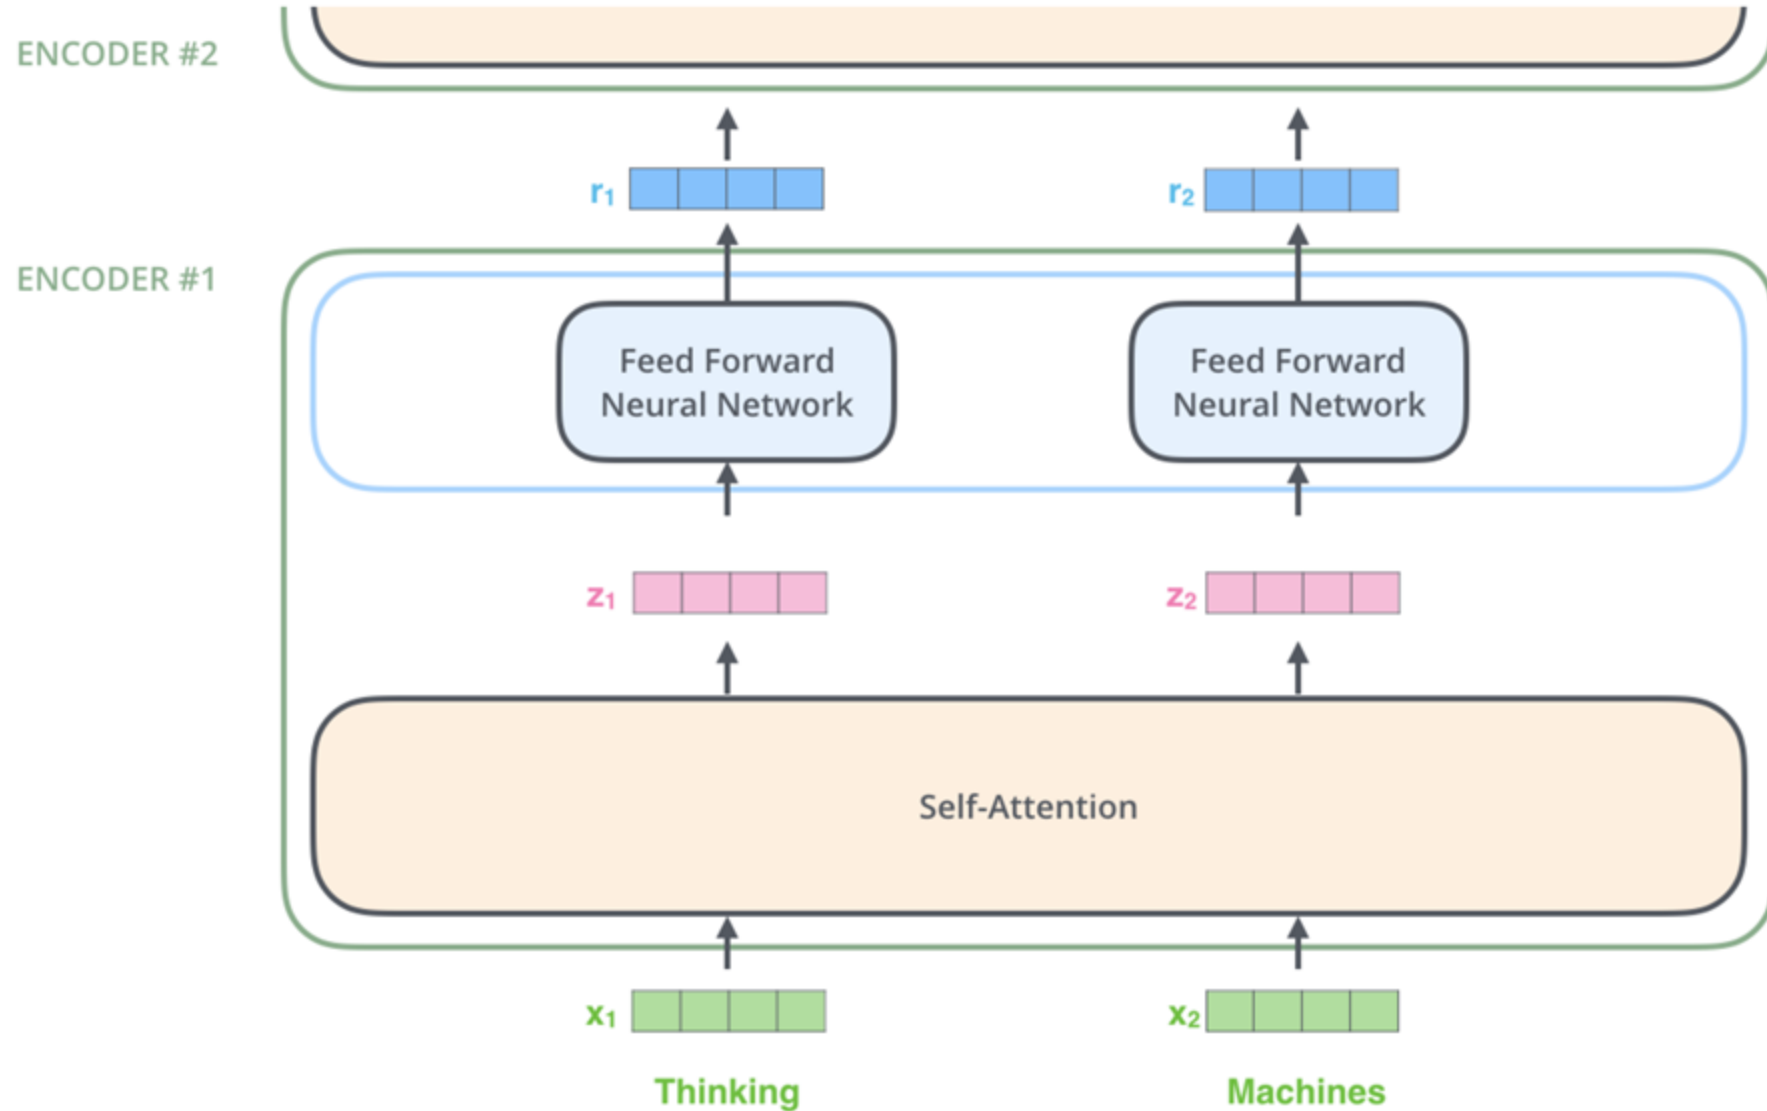 ENCODER #2
r1
r2
ENCODER #1
Feed Forward
Neural Network
Feed Forward
Neural Network
z1
z2
Self-Attention
x1
x2
Thinking
Machines